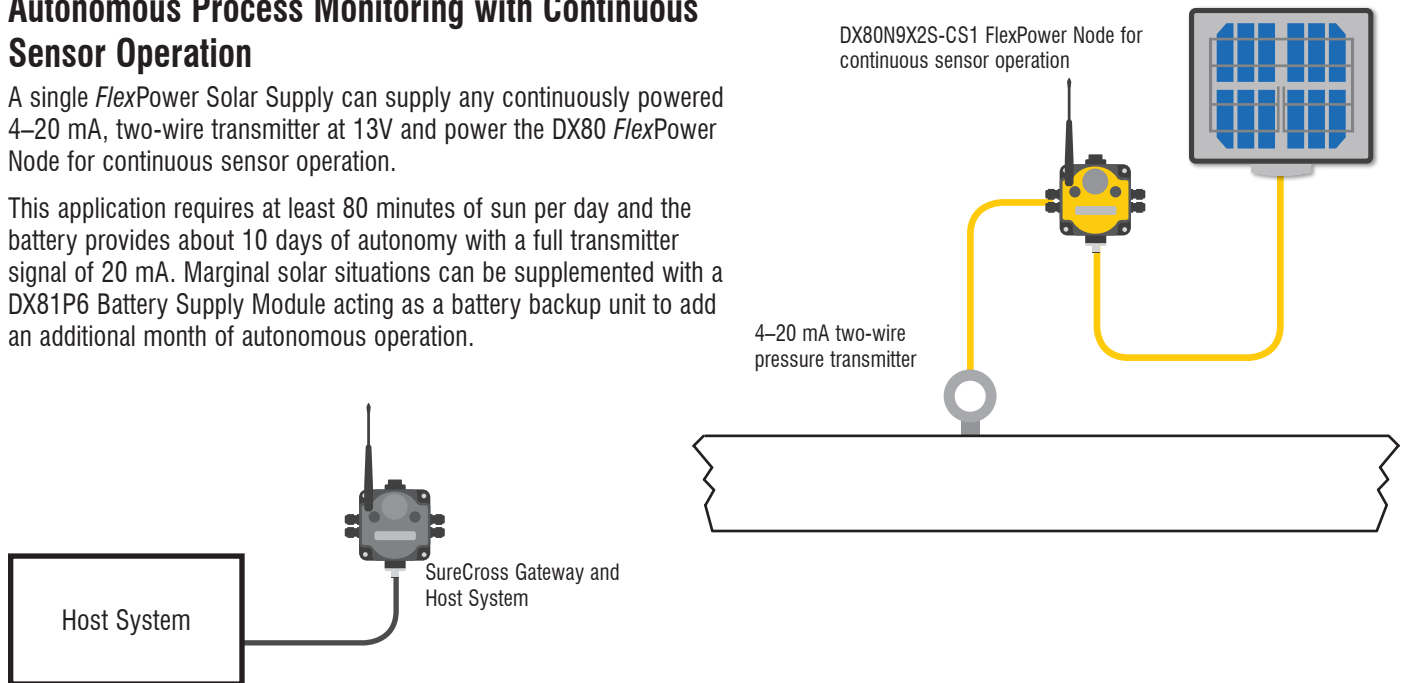 Autonomous Process Monitoring with Continuous
Sensor Operation
A single FlexPower Solar Supply can supply any continuously powered
4–20 mA, two-wire transmitter at 13V and power the DX80 FlexPower
Node for continuous sensor operation.
This application requires at least 80 minutes of sun per day and the
battery provides about 10 days of autonomy with a full transmitter
signal of 20 mA. Marginal solar situations can be supplemented with a
DX81P6 Battery Supply Module acting as a battery backup unit to add
an additional month of autonomous operation.
DX80N9X2S-CS1 FlexPower Node for
continuous sensor operation
4–20 mA two-wire
pressure transmitter
SureCross Gateway and
Host System
Host System